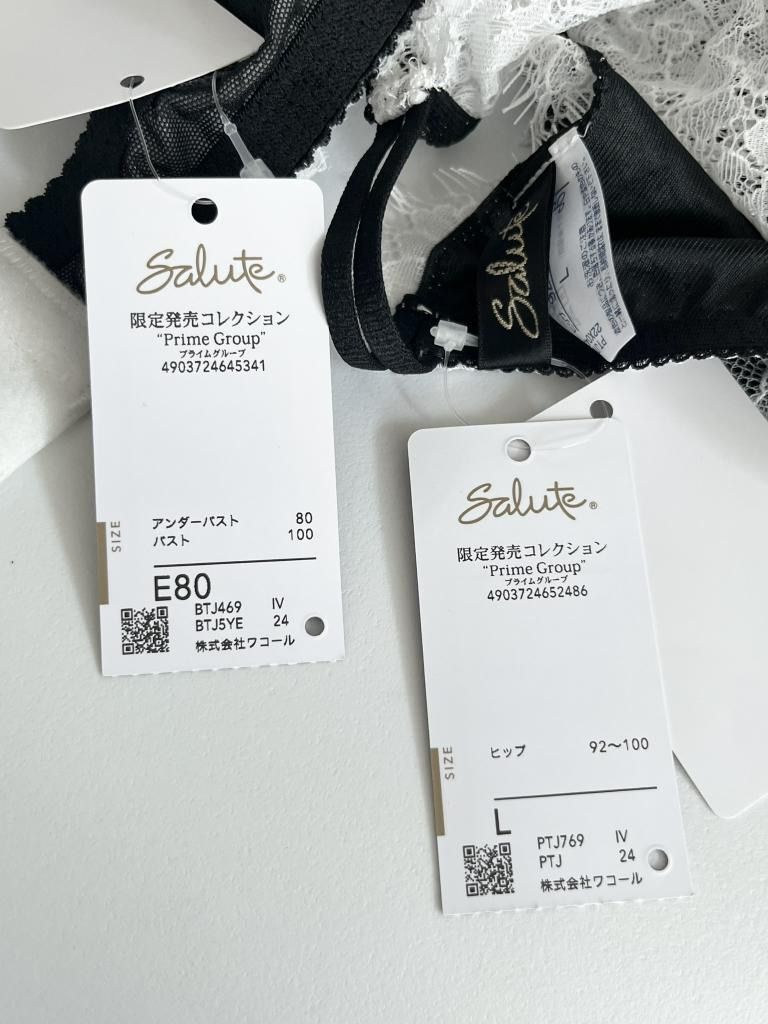 Salute®
限定発売コレクション
"Prime Group"
プライムグループ
4903724645341
SIZE
アンダーバスト 80
バスト 100
E80
BTJ469 IV
BTJ5YE 24
株式会社ワコール
Salute
L
Salute®
限定発売コレクション
"Prime Group"
プライムグループ
4903724652486
SIZE
ヒップ 92〜100
L
PTJ769 IV
PTJ 24
株式会社ワコール